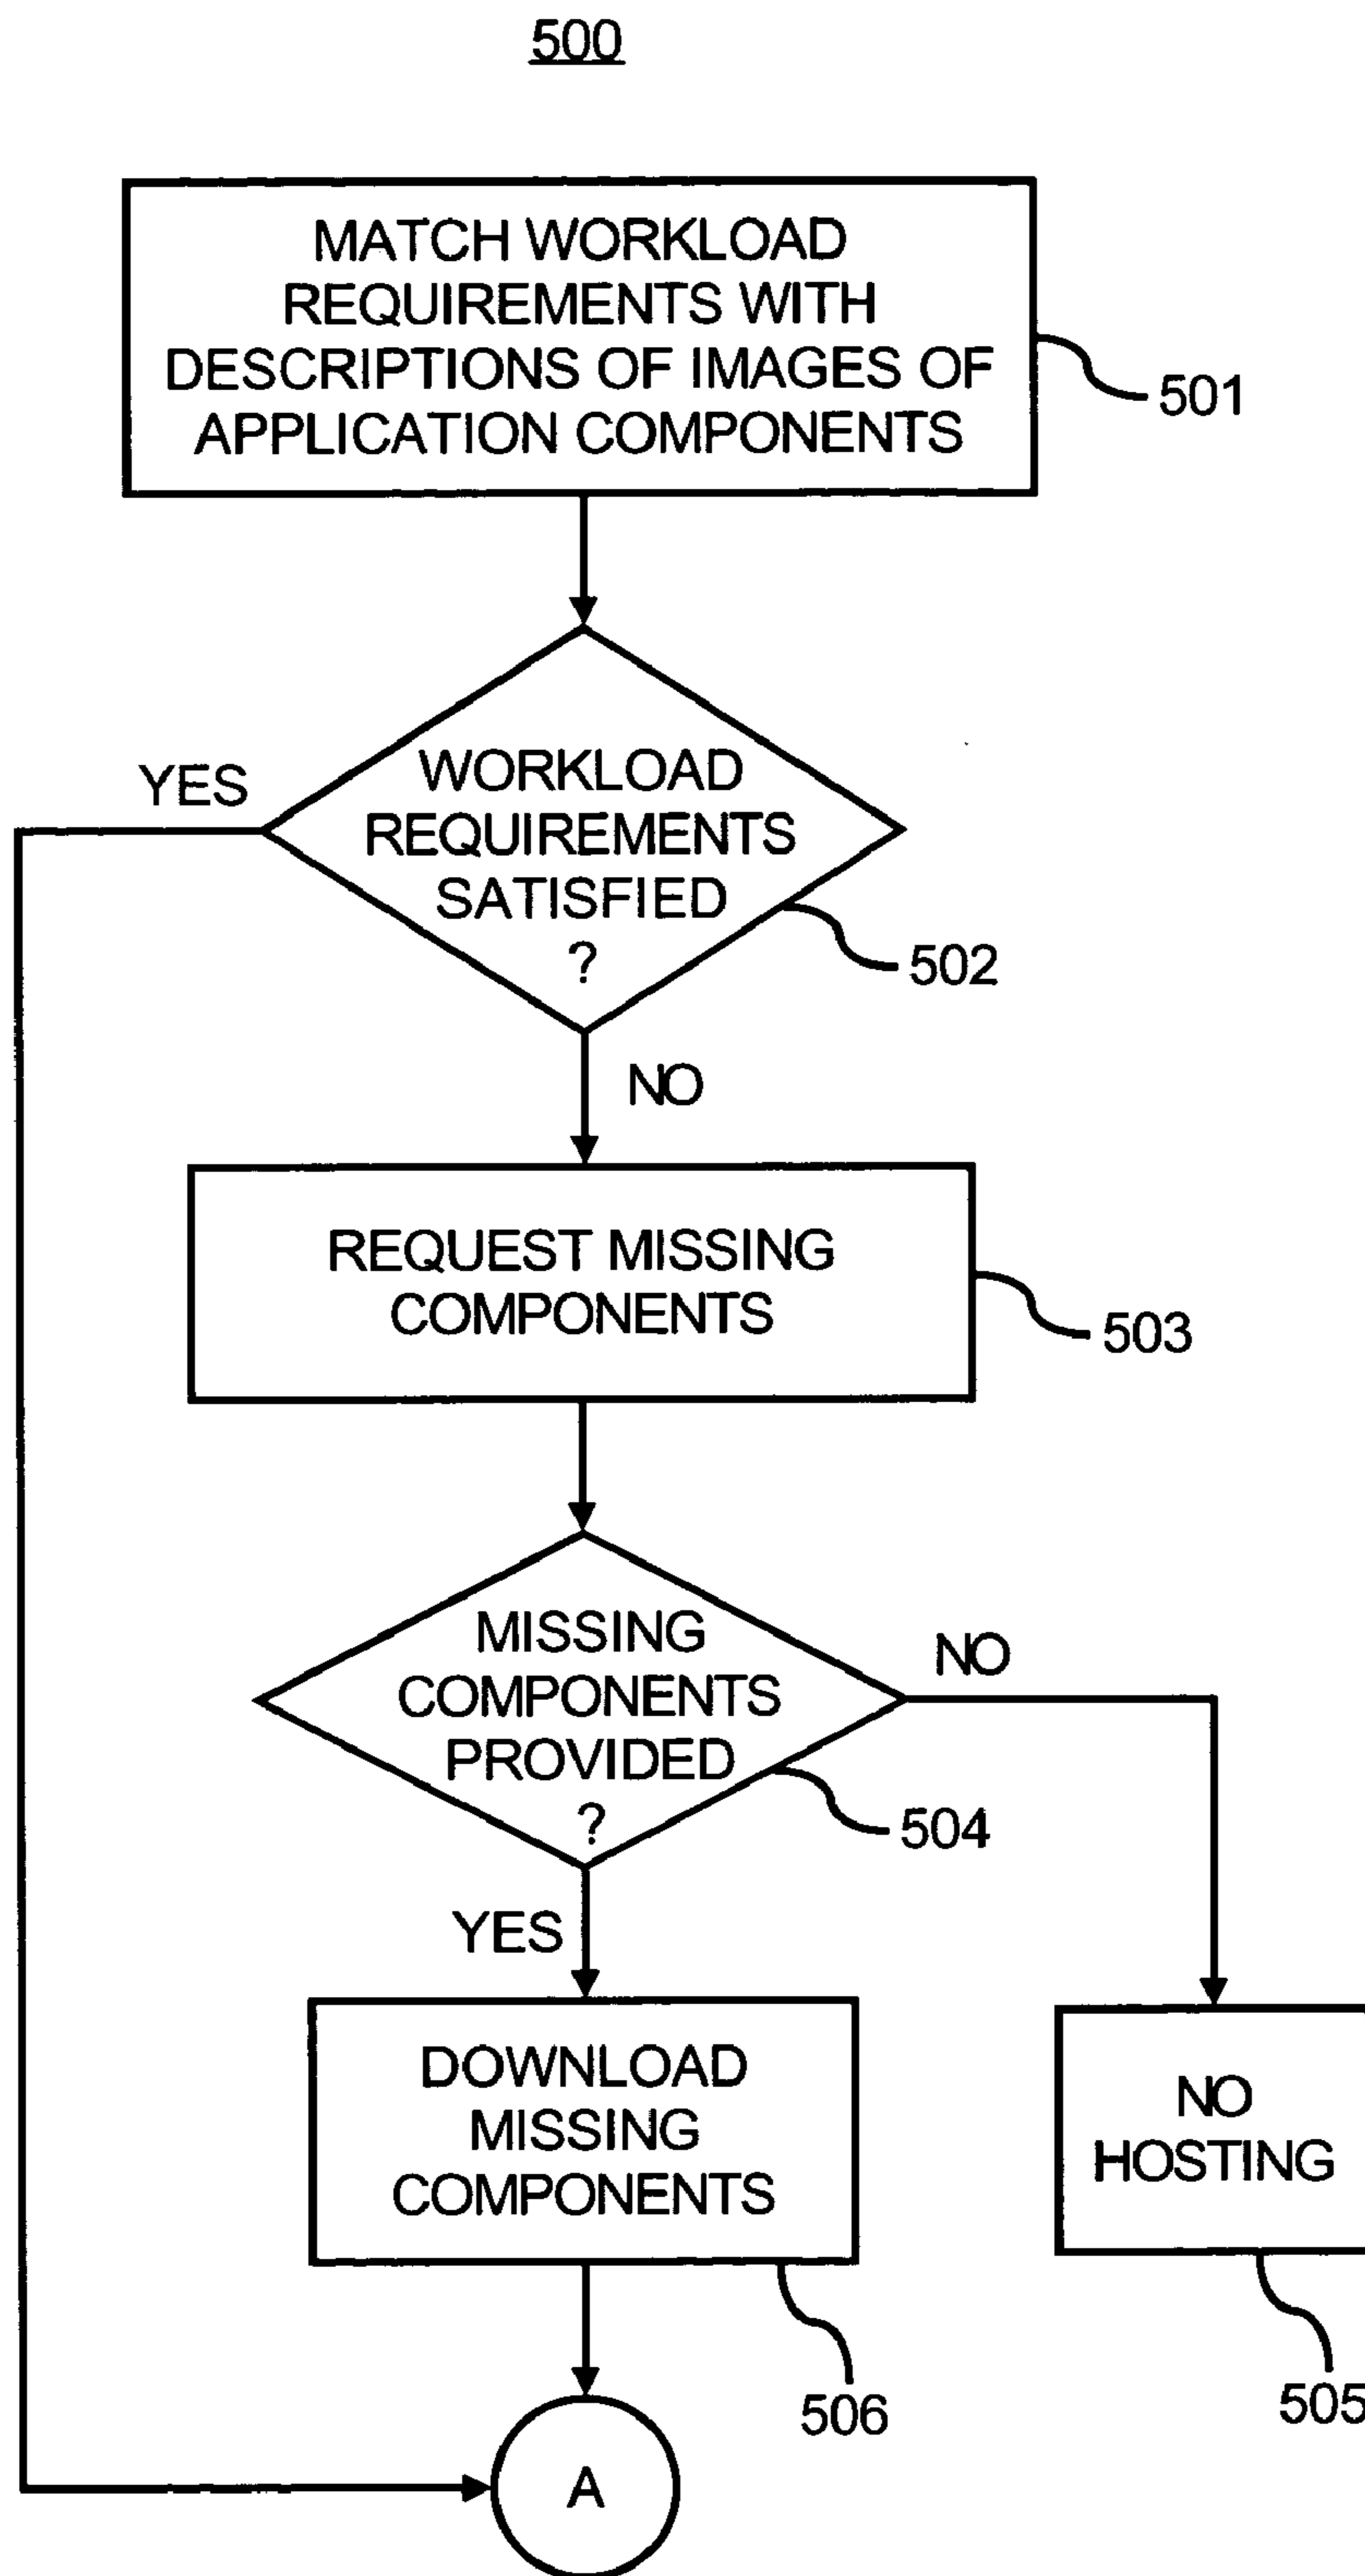 500
MATCH WORKLOAD
REQUIREMENTS WITH
DESCRIPTIONS OF IMAGES OF
APPLICATION COMPONENTS
501
YES
WORKLOAD
REQUIREMENTS
SATISFIED
?
502
NO
REQUEST MISSING
COMPONENTS
503
MISSING
COMPONENTS
PROVIDED
?
NO
504
YES
DOWNLOAD
MISSING
COMPONENTS
NO
HOSTING
506
505
A